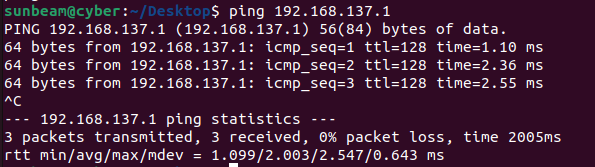 sunbeam@cyber:~/Desktop$ ping 192.168.137.1
PING 192.168.137.1 (192.168.137.1) 56(84) bytes of data.
64 bytes from 192.168.137.1: icmp_seq=1 ttl=128 time=1.10 ms
64 bytes from 192.168.137.1: icmp_seq=2 ttl=128 time=2.36 ms
64 bytes from 192.168.137.1: icmp_seq=3 ttl=128 time=2.55 ms
^C
--- 192.168.137.1 ping statistics ---
3 packets transmitted, 3 received, 0% packet loss, time 2005ms
rtt min/avg/max/mdev = 1.099/2.003/2.547/0.643 ms